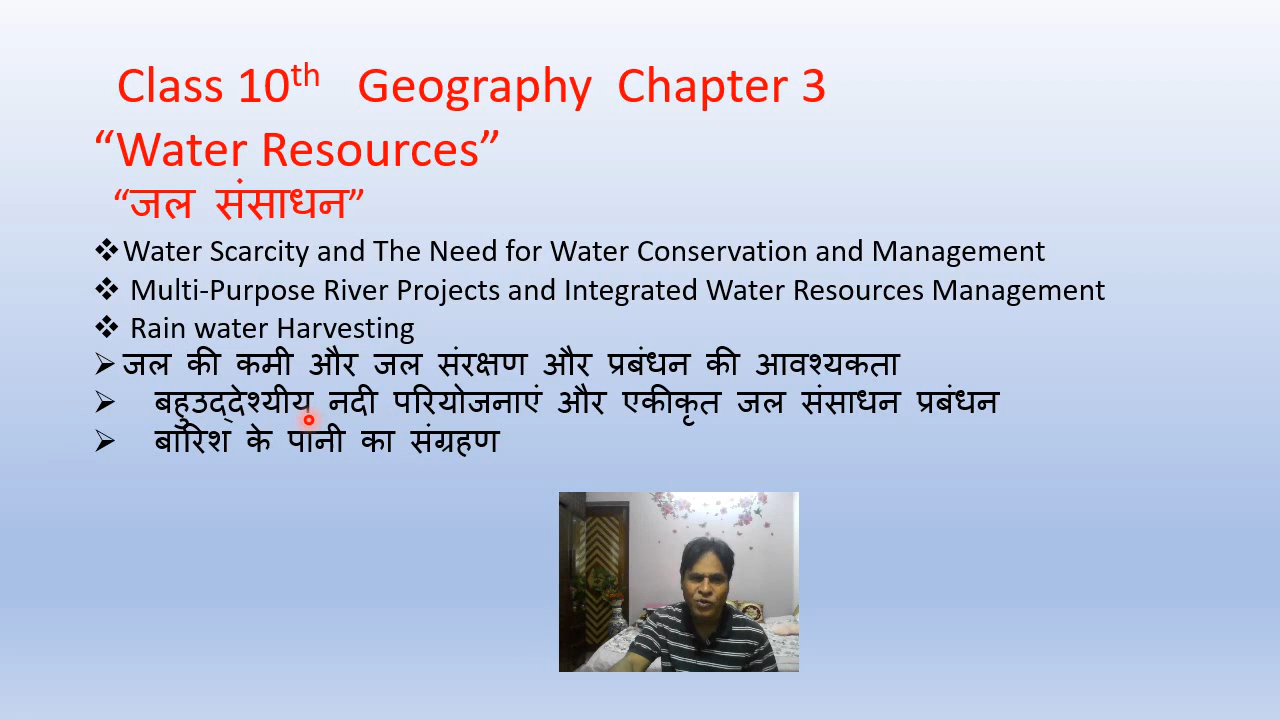 Class 10th Geography Chapter 3
“Water Resources”
“जल संसाधन”
❖Water Scarcity and The Need for Water Conservation and Management
❖ Multi-Purpose River Projects and Integrated Water Resources Management
❖ Rain water Harvesting
➢जल की कमी और जल संरक्षण और प्रबंधन की आवश्यकता
➢ बहुउद्देश्यीय नदी परियोजनाएं और एकीकृत जल संसाधन प्रबंधन
➢ बारिश के पानी का संग्रहण